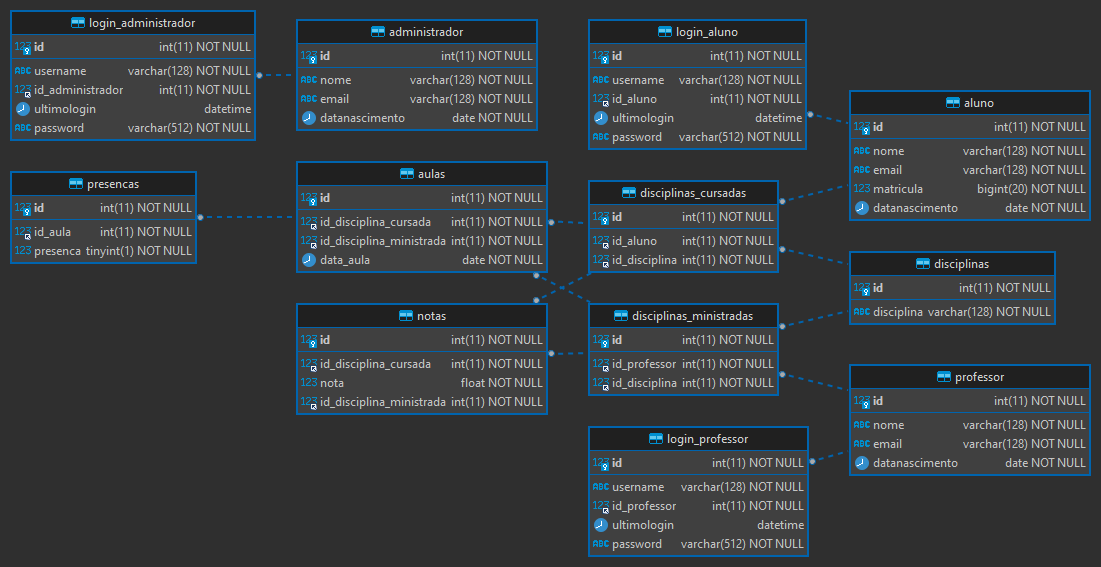 login_administrador
id int(11) NOT NULL
username varchar(128) NOT NULL
id_administrador int(11) NOT NULL
ultimologin datetime
password varchar(512) NOT NULL
administrador
id int(11) NOT NULL
nome varchar(128) NOT NULL
email varchar(128) NOT NULL
datanascimento date NOT NULL
login_aluno
id int(11) NOT NULL
username varchar(128) NOT NULL
id_aluno int(11) NOT NULL
ultimologin datetime
password varchar(512) NOT NULL
aluno
id int(11) NOT NULL
nome varchar(128) NOT NULL
email varchar(128) NOT NULL
matricula bigint(20) NOT NULL
datanascimento date NOT NULL
presencas
id int(11) NOT NULL
id_aula int(11) NOT NULL
presenca tinyint(1) NOT NULL
aulas
id int(11) NOT NULL
id_disciplina_cursada int(11) NOT NULL
id_disciplina_ministrada int(11) NOT NULL
data_aula date NOT NULL
disciplinas_cursadas
id int(11) NOT NULL
id_aluno int(11) NOT NULL
id_disciplina int(11) NOT NULL
disciplinas
id int(11) NOT NULL
disciplina varchar(128) NOT NULL
notas
id int(11) NOT NULL
id_disciplina_cursada int(11) NOT NULL
nota float NOT NULL
id_disciplina_ministrada int(11) NOT NULL
disciplinas_ministradas
id int(11) NOT NULL
id_professor int(11) NOT NULL
id_disciplina int(11) NOT NULL
professor
id int(11) NOT NULL
nome varchar(128) NOT NULL
email varchar(128) NOT NULL
datanascimento date NOT NULL
login_professor
id int(11) NOT NULL
username varchar(128) NOT NULL
id_professor int(11) NOT NULL
ultimologin datetime
password varchar(512) NOT NULL